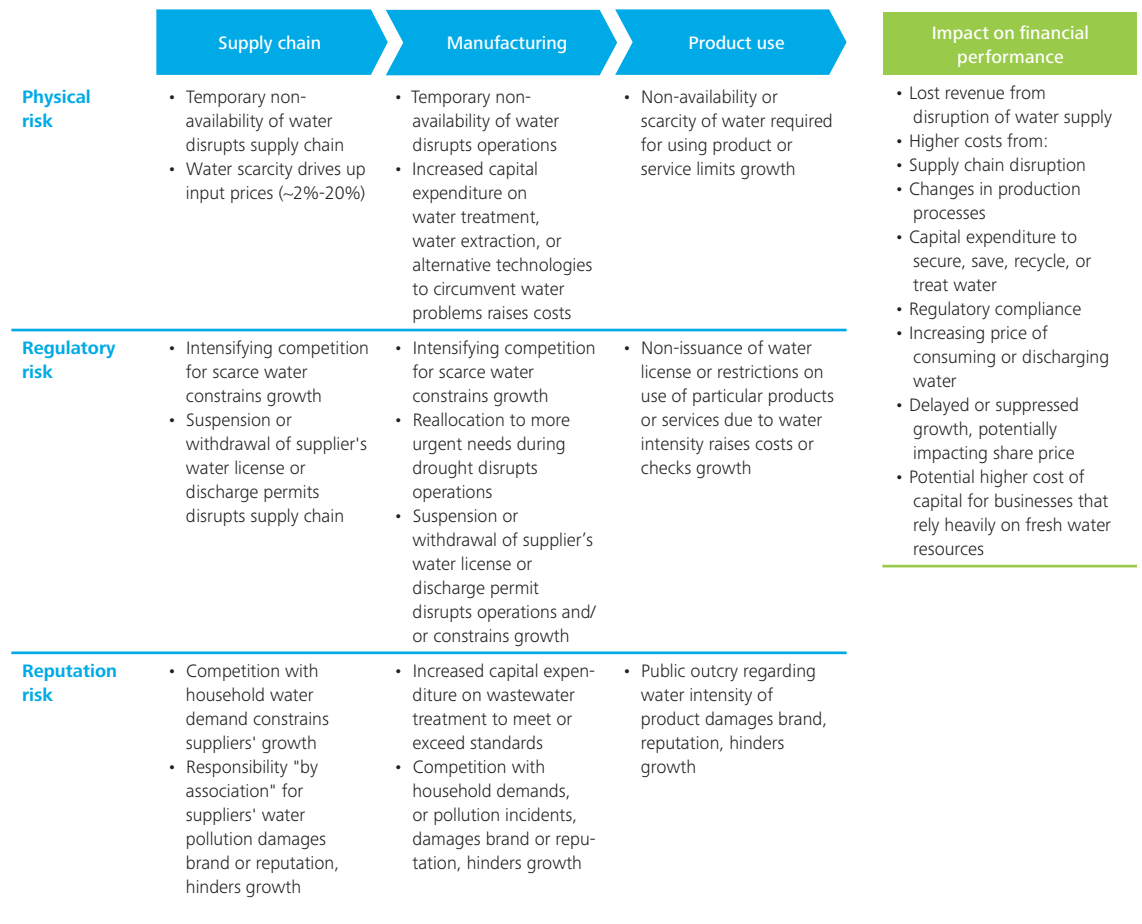 Supply chain
Manufacturing
Product use
Impact on financial
performance
Physical
risk
• Temporary non-
availability of water
disrupts supply chain
• Water scarcity drives up
input prices (~2%-20%)
• Temporary non-
availability of water
disrupts operations
• Increased capital
expenditure on
water treatment,
water extraction, or
alternative technologies
to circumvent water
problems raises costs
• Non-availability or
scarcity of water required
for using product or
service limits growth
Regulatory
risk
• Intensifying competition
for scarce water
constrains growth
• Suspension or
withdrawal of supplier's
water license or
discharge permits
disrupts supply chain
• Intensifying competition
for scarce water
constrains growth
• Reallocation to more
urgent needs during
drought disrupts
operations
• Suspension or
withdrawal of supplier’s
water license or
discharge permit
disrupts operations and/
or constrains growth
• Non-issuance of water
license or restrictions on
use of particular products
or services due to water
intensity raises costs or
checks growth
Reputation
risk
• Competition with
household water
demand constrains
suppliers' growth
• Responsibility "by
association" for
suppliers' water
pollution damages
brand or reputation,
hinders growth
• Increased capital expen-
diture on wastewater
treatment to meet or
exceed standards
• Competition with
household demands,
or pollution incidents,
damages brand or repu-
tation, hinders growth
• Public outcry regarding
water intensity of
product damages brand,
reputation, hinders
growth
• Lost revenue from
disruption of water supply
• Higher costs from:
• Supply chain disruption
• Changes in production
processes
• Capital expenditure to
secure, save, recycle, or
treat water
• Regulatory compliance
• Increasing price of
consuming or discharging
water
• Delayed or suppressed
growth, potentially
impacting share price
• Potential higher cost of
capital for businesses that
rely heavily on fresh water
resources